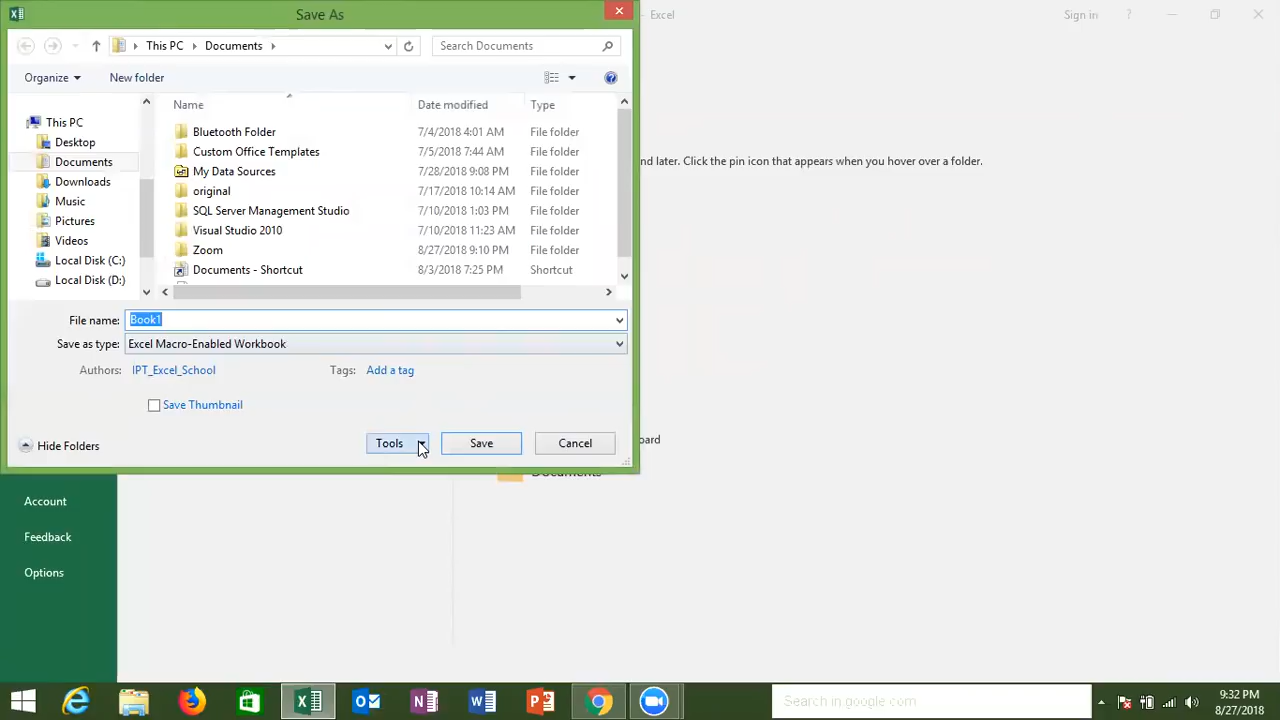 Save As
- Excel
Sign in
?
This PC
Documents
Search Documents
Organize
New folder
Name
Date modified
Type
This PC
Desktop
Documents
Downloads
Music
Pictures
Videos
Local Disk (C:)
Local Disk (D:)
Bluetooth Folder 7/4/2018 4:01 AM File folder
Custom Office Templates 7/5/2018 7:44 AM File folder
My Data Sources 7/28/2018 9:08 PM File folder
original 7/17/2018 10:14 AM File folder
SQL Server Management Studio 7/10/2018 1:03 PM File folder
Visual Studio 2010 7/10/2018 11:23 AM File folder
Zoom 8/27/2018 9:10 PM File folder
Documents - Shortcut 8/3/2018 7:25 PM Shortcut
nd later. Click the pin icon that appears when you hover over a folder.
File name: Book1
Save as type: Excel Macro-Enabled Workbook
Authors: IPT_Excel_School
Tags: Add a tag
Save Thumbnail
Hide Folders
Tools
Save
Cancel
oard
Documents
Account
Feedback
Options
Search in google.com
9:32 PM
8/27/2018